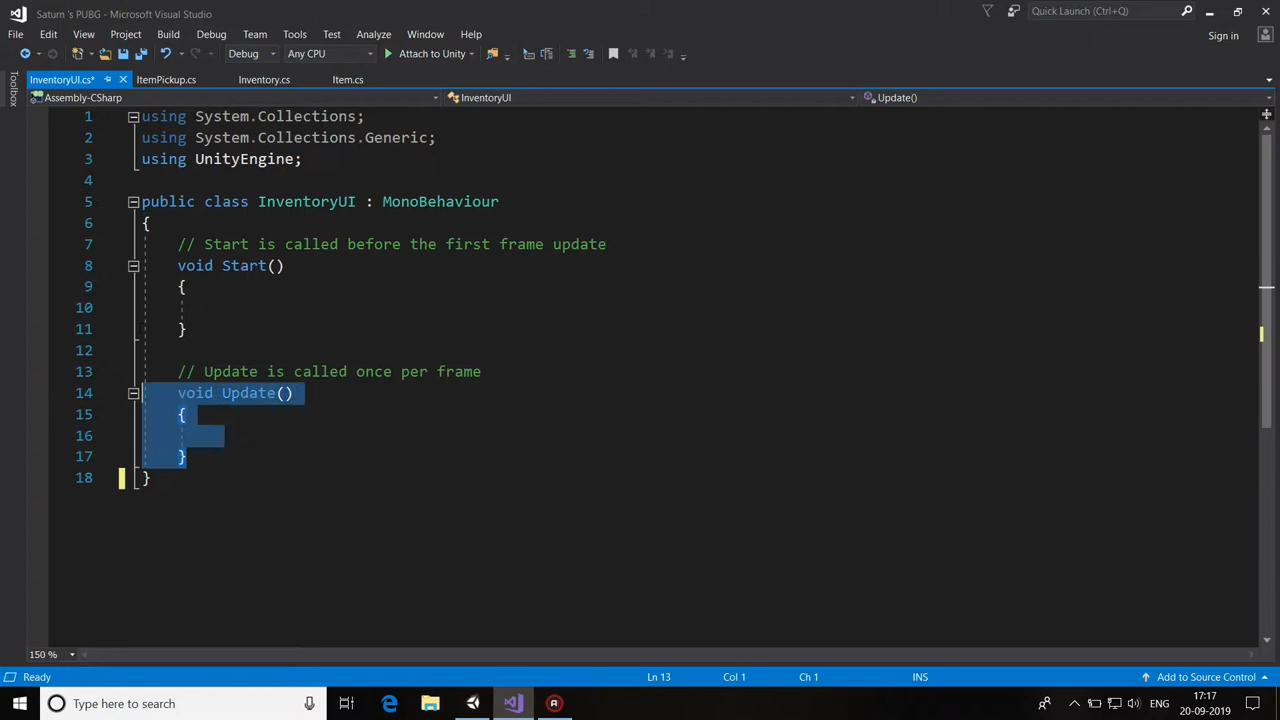 Saturn 's PUBG - Microsoft Visual Studio
Quick Launch (Ctrl+Q)
File Edit View Project Build Debug Team Tools Test Analyze Window Help
Sign in
Debug Any CPU Attach to Unity
Toolbox
InventoryUI.cs* ItemPickup.cs Inventory.cs Item.cs
Assembly-CSharp InventoryUI Update()
1 using System.Collections;
2 using System.Collections.Generic;
3 using UnityEngine;
4
5 public class InventoryUI : MonoBehaviour
6 {
7 // Start is called before the first frame update
8 void Start()
9 {
10
11 }
12
13 // Update is called once per frame
14 void Update()
15 {
16
17 }
18 }
150 %
Ready Ln 13 Col 1 Ch 1 INS Add to Source Control
Type here to search
ENG
17:17
20-09-2019